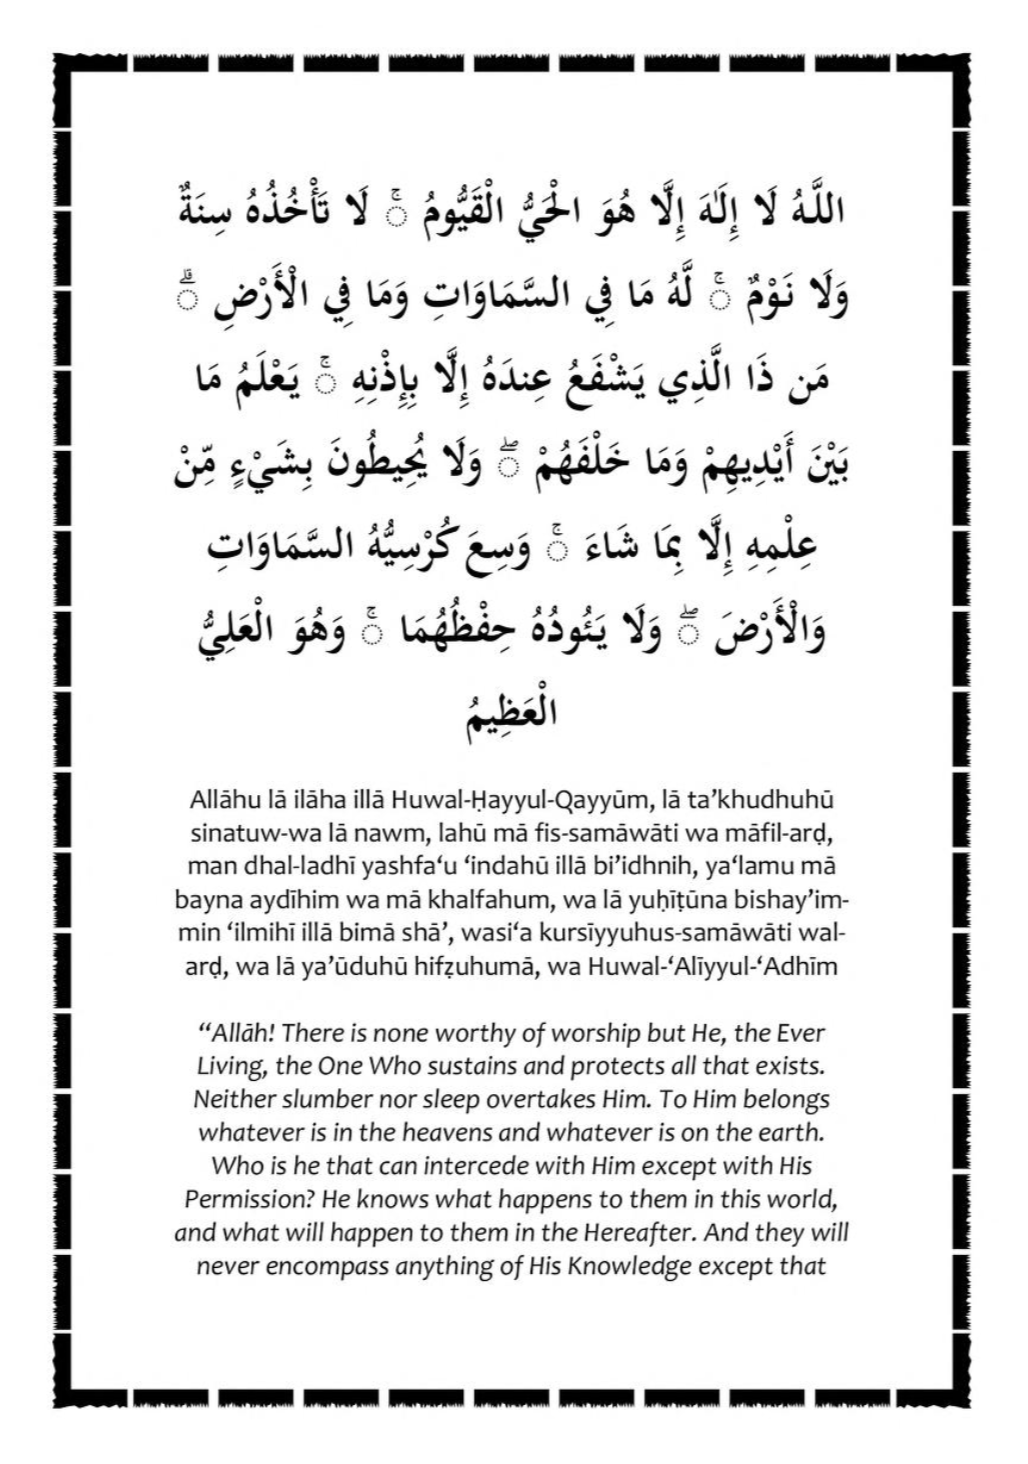 اللَّهُ لَا إِلَٰهَ إِلَّا هُوَ الْحَيُّ الْقَيُّومُ ۚ لَا تَأْخُذُهُ سِنَةٌ
وَلَا نَوْمٌ ۚ لَّهُ مَا فِي السَّمَاوَاتِ وَمَا فِي الْأَرْضِ ۗ
مَن ذَا الَّذِي يَشْفَعُ عِندَهُ إِلَّا بِإِذْنِهِ ۚ يَعْلَمُ مَا
بَيْنَ أَيْدِيهِمْ وَمَا خَلْفَهُمْ ۖ وَلَا يُحِيطُونَ بِشَيْءٍ مِّنْ
عِلْمِهِ إِلَّا بِمَا شَاءَ ۚ وَسِعَ كُرْسِيُّهُ السَّمَاوَاتِ
وَالْأَرْضَ ۖ وَلَا يَئُودُهُ حِفْظُهُمَا ۚ وَهُوَ الْعَلِيُّ
الْعَظِيمُ
Allāhu lā ilāha illā Huwal-Ḥayyul-Qayyūm, lā ta’khudhuhū
sinatuw-wa lā nawm, lahū mā fis-samāwāti wa māfil-arḍ,
man dhal-ladhī yashfa‘u ‘indahū illā bi’idhnih, ya‘lamu mā
bayna aydīhim wa mā khalfahum, wa lā yuḥīṭūna bishay’im-
min ‘ilmihī illā bimā shā’, wasi‘a kursīyyuhus-samāwāti wal-
arḍ, wa lā ya’ūduhū hifẓuhumā, wa Huwal-‘Alīyyul-‘Adhīm
“Allāh! There is none worthy of worship but He, the Ever
Living, the One Who sustains and protects all that exists.
Neither slumber nor sleep overtakes Him. To Him belongs
whatever is in the heavens and whatever is on the earth.
Who is he that can intercede with Him except with His
Permission? He knows what happens to them in this world,
and what will happen to them in the Hereafter. And they will
never encompass anything of His Knowledge except that